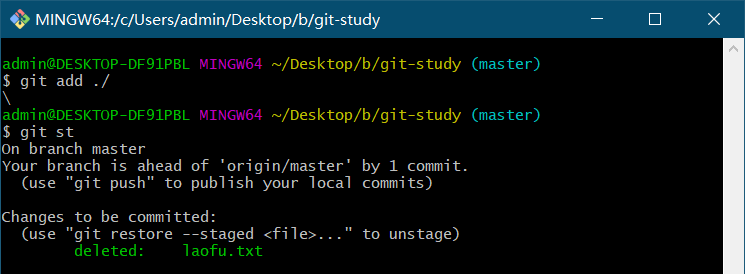 MINGW64:/c/Users/admin/Desktop/b/git-study
admin@DESKTOP-DF91PBL MINGW64 ~/Desktop/b/git-study (master)
$ git add ./
\
admin@DESKTOP-DF91PBL MINGW64 ~/Desktop/b/git-study (master)
$ git st
On branch master
Your branch is ahead of 'origin/master' by 1 commit.
  (use "git push" to publish your local commits)

Changes to be committed:
  (use "git restore --staged <file>..." to unstage)
        deleted:    laofu.txt